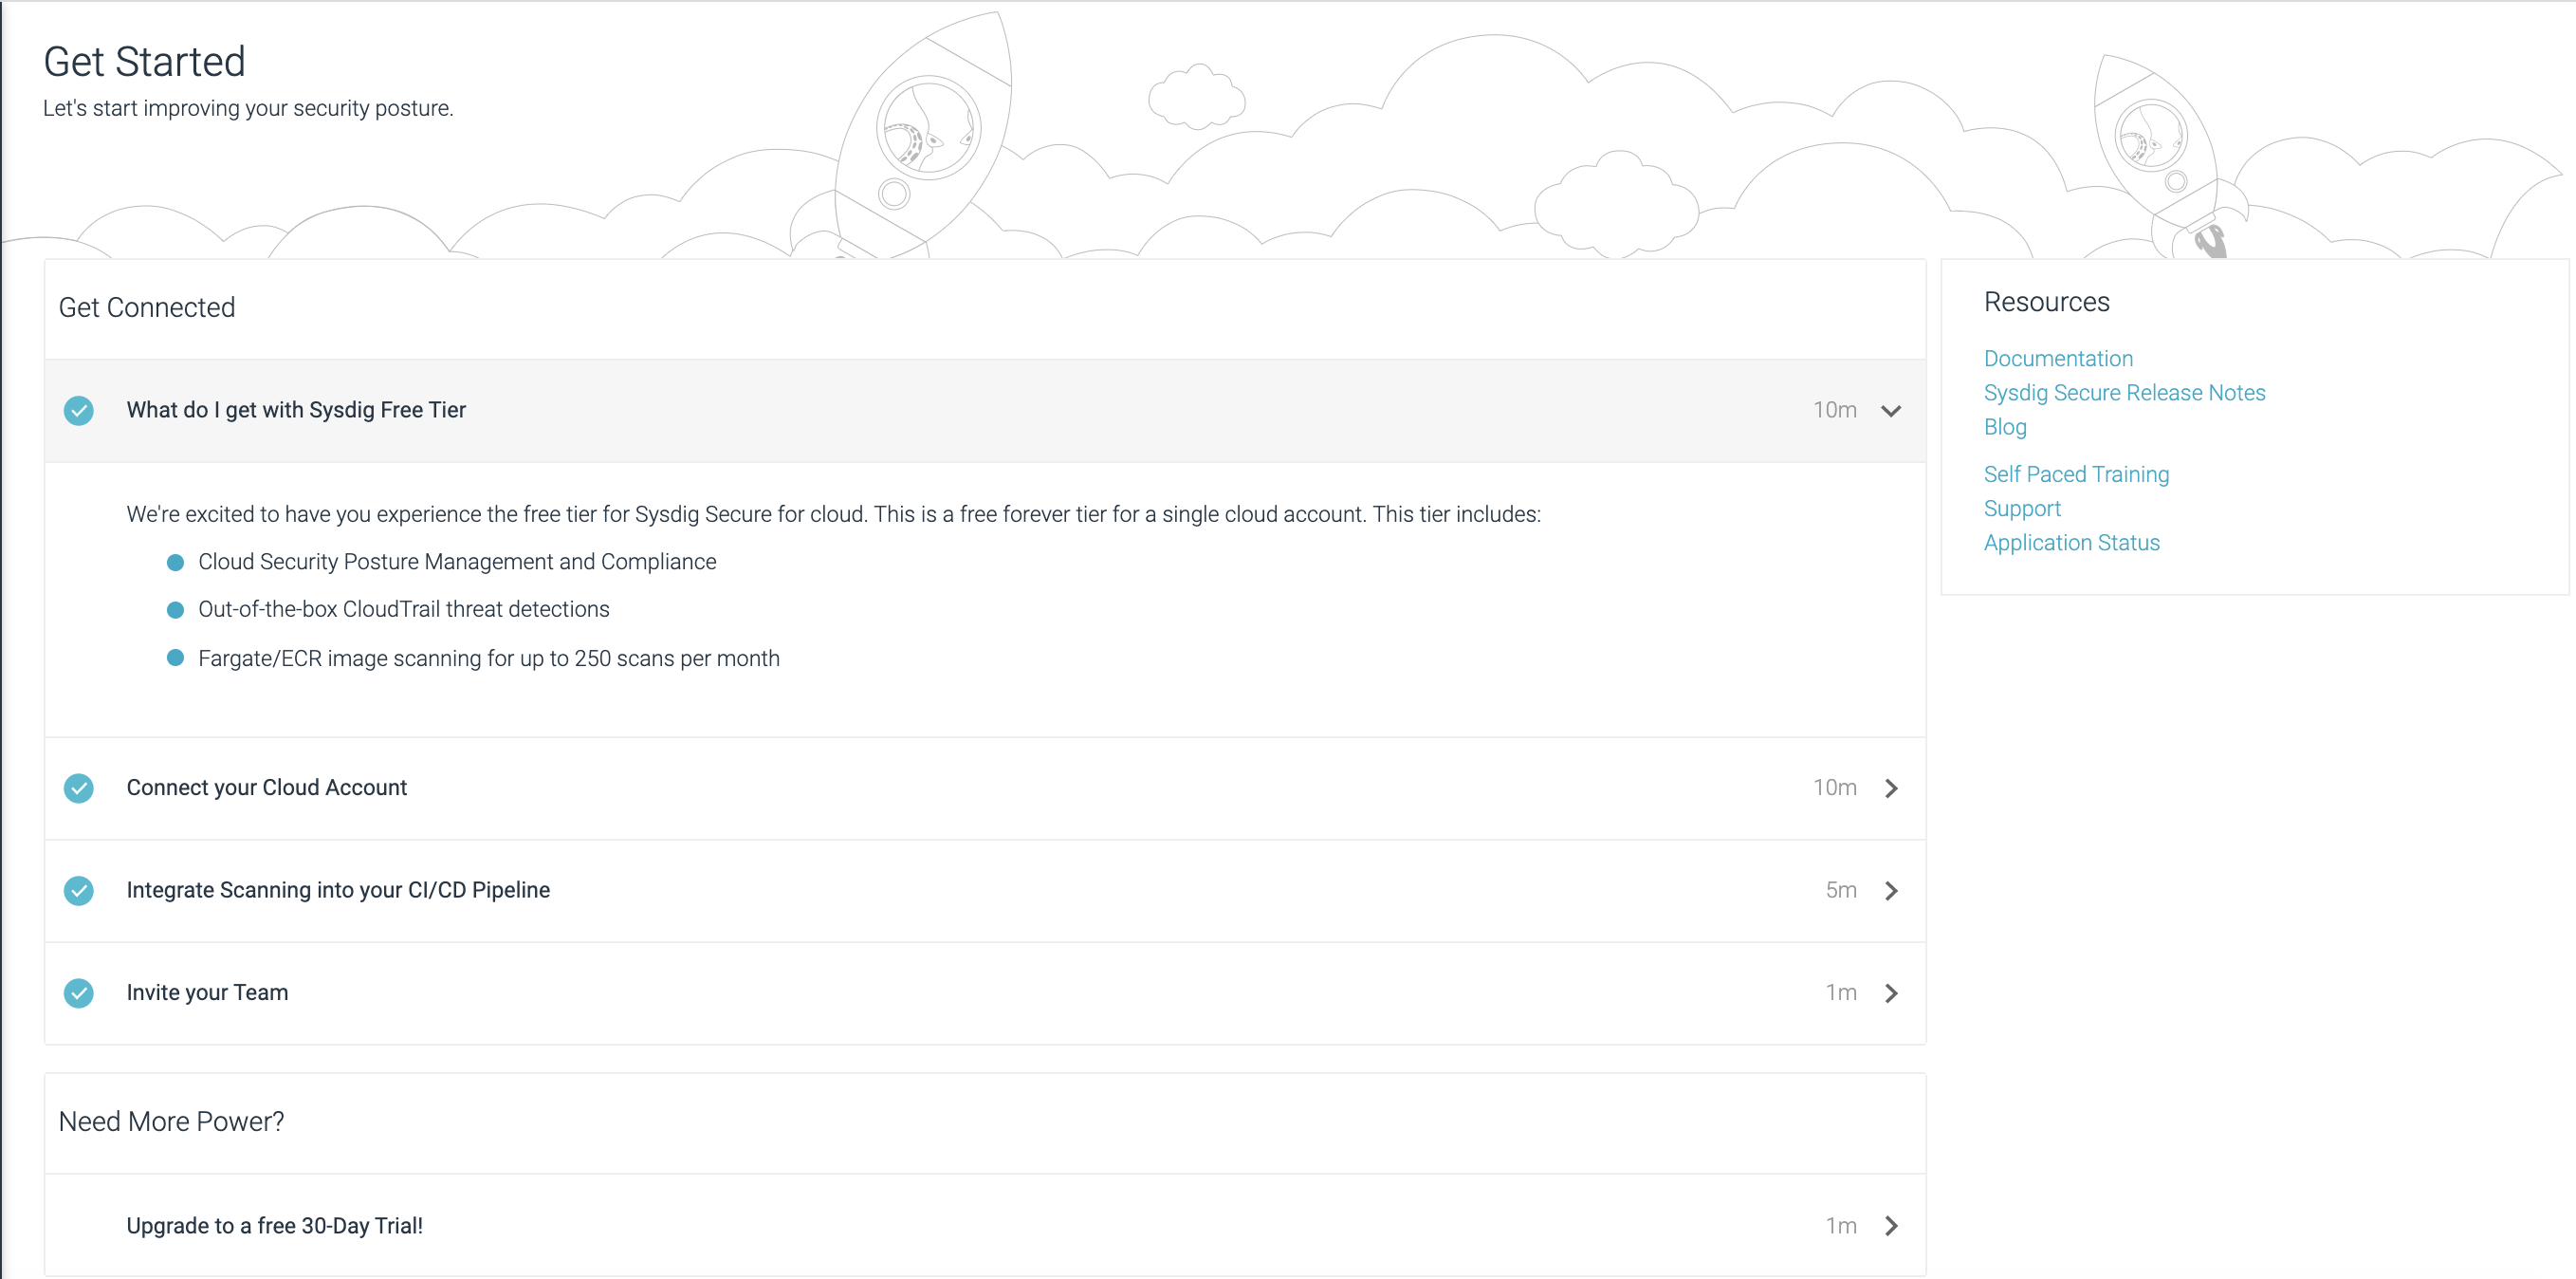 Get Started
Let's start improving your security posture.
Get Connected
What do I get with Sysdig Free Tier 10m
We're excited to have you experience the free tier for Sysdig Secure for cloud. This is a free forever tier for a single cloud account. This tier includes:
Cloud Security Posture Management and Compliance
Out-of-the-box CloudTrail threat detections
Fargate/ECR image scanning for up to 250 scans per month
Connect your Cloud Account 10m
Integrate Scanning into your CI/CD Pipeline 5m
Invite your Team 1m
Need More Power?
Upgrade to a free 30-Day Trial! 1m
Resources
Documentation
Sysdig Secure Release Notes
Blog
Self Paced Training
Support
Application Status